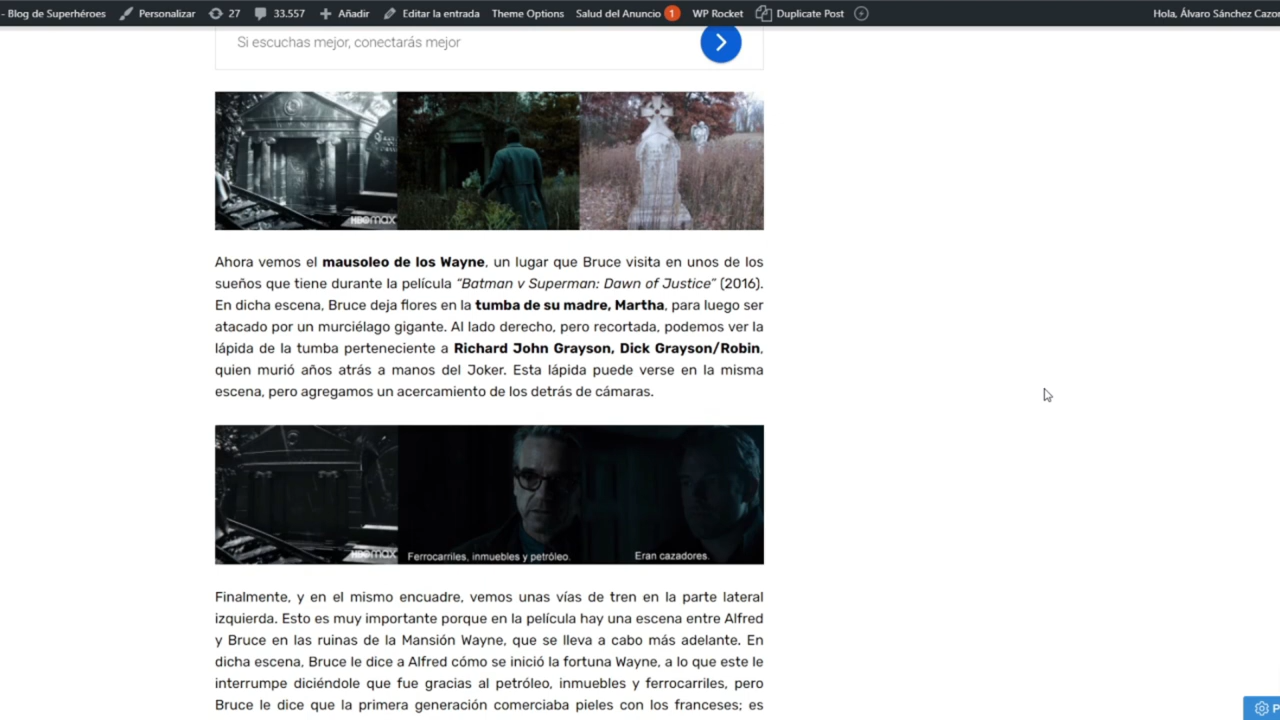 - Blog de Superhéroes Personalizar 27 33.557 Añadir Editar la entrada Theme Options Salud del Anuncio 1 WP Rocket Duplicate Post Hola, Álvaro Sánchez Cazor
Si escuchas mejor, conectarás mejor
HBOmax
Ahora vemos el mausoleo de los Wayne, un lugar que Bruce visita en unos de los
sueños que tiene durante la película “Batman v Superman: Dawn of Justice” (2016).
En dicha escena, Bruce deja flores en la tumba de su madre, Martha, para luego ser
atacado por un murciélago gigante. Al lado derecho, pero recortada, podemos ver la
lápida de la tumba perteneciente a Richard John Grayson, Dick Grayson/Robin,
quien murió años atrás a manos del Joker. Esta lápida puede verse en la misma
escena, pero agregamos un acercamiento de los detrás de cámaras.
HBOmax Ferrocarriles, inmuebles y petróleo. Eran cazadores.
Finalmente, y en el mismo encuadre, vemos unas vías de tren en la parte lateral
izquierda. Esto es muy importante porque en la película hay una escena entre Alfred
y Bruce en las ruinas de la Mansión Wayne, que se lleva a cabo más adelante. En
dicha escena, Bruce le dice a Alfred cómo se inició la fortuna Wayne, a lo que este le
interrumpe diciéndole que fue gracias al petróleo, inmuebles y ferrocarriles, pero
Bruce le dice que la primera generación comerciaba pieles con los franceses; es
P